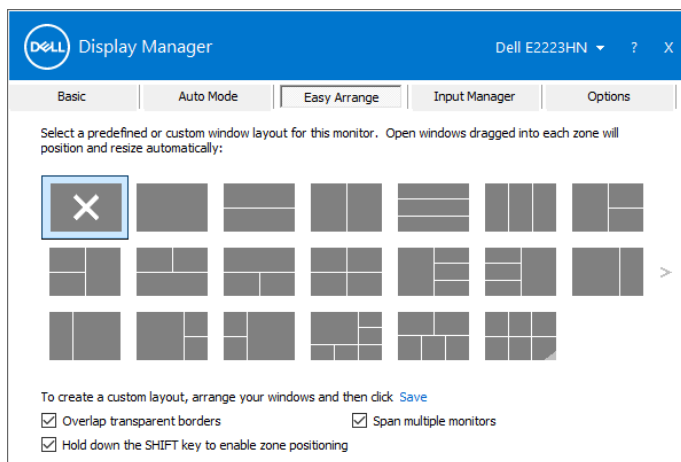 DELL Display Manager Dell E2223HN ? X
Basic Auto Mode Easy Arrange Input Manager Options
Select a predefined or custom window layout for this monitor. Open windows dragged into each zone will
position and resize automatically:
>
To create a custom layout, arrange your windows and then click Save
Overlap transparent borders Span multiple monitors
Hold down the SHIFT key to enable zone positioning